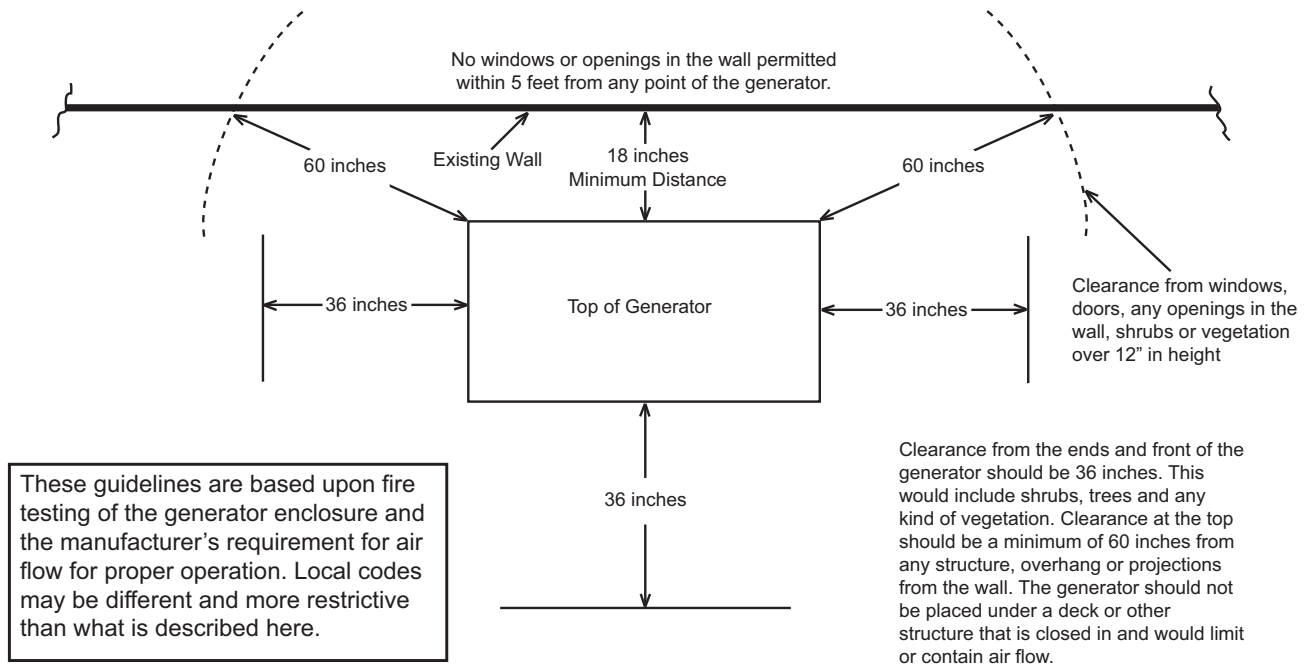 No windows or openings in the wall permitted
within 5 feet from any point of the generator.
60 inches
Existing Wall
18 inches
Minimum Distance
60 inches
36 inches
Top of Generator
36 inches
Clearance from windows,
doors, any openings in the
wall, shrubs or vegetation
over 12” in height
36 inches
These guidelines are based upon fire
testing of the generator enclosure and
the manufacturer’s requirement for air
flow for proper operation. Local codes
may be different and more restrictive
than what is described here.
Clearance from the ends and front of the
generator should be 36 inches. This
would include shrubs, trees and any
kind of vegetation. Clearance at the top
should be a minimum of 60 inches from
any structure, overhang or projections
from the wall. The generator should not
be placed under a deck or other
structure that is closed in and would limit
or contain air flow.